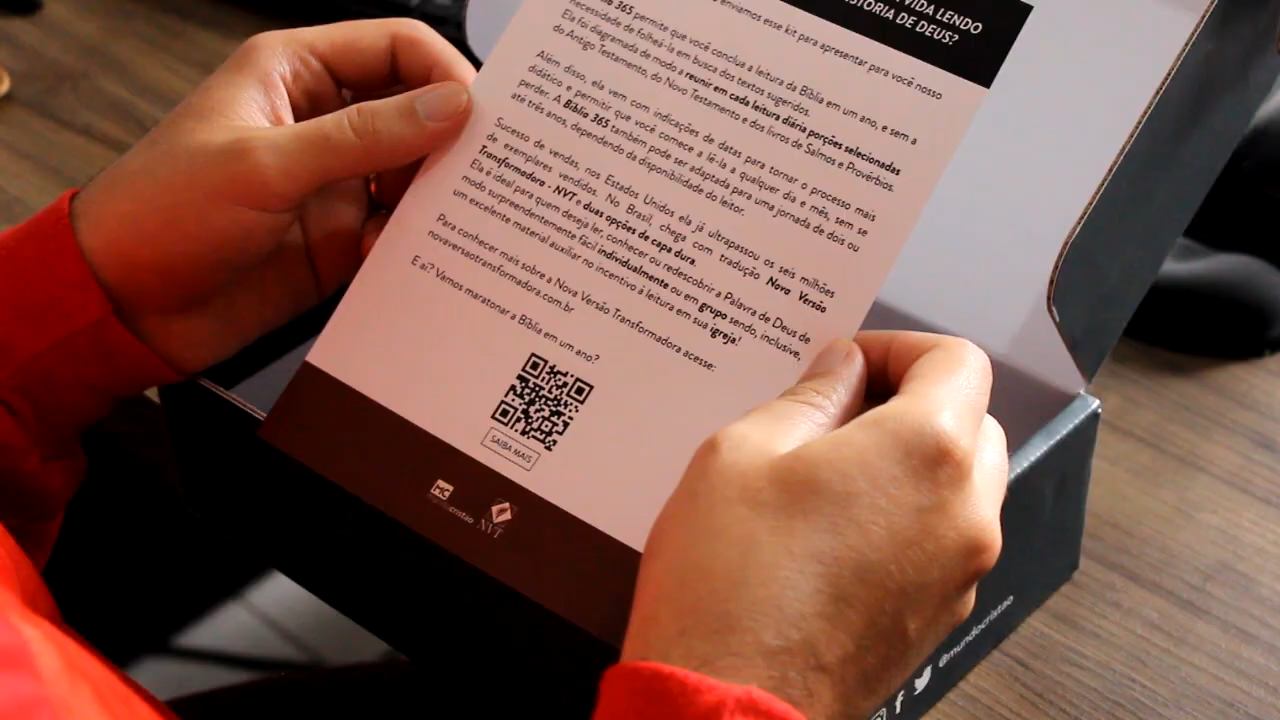 VIDA LENDO
STÓRIA DE DEUS?
enviamos esse kit para apresentar para você nosso
365 permite que você conclua a leitura da Bíblia em um ano, e sem a
necessidade de folheá-la em busca dos textos sugeridos.
Ela foi diagramada de modo a reunir em cada leitura diária porções selecionadas
do Antigo Testamento, do Novo Testamento e dos livros de Salmos e Provérbios.
Além disso, ela vem com indicações de datas para tornar o processo mais
didático e permitir que você comece a lê-la a qualquer dia e mês, sem se
perder. A Bíblia 365 também pode ser adaptada para uma jornada de dois ou
até três anos, dependendo da disponibilidade do leitor.
Sucesso de vendas, nos Estados Unidos ela já ultrapassou os seis milhões
de exemplares vendidos. No Brasil, chega com tradução Nova Versão
Transformadora - NVT e duas opções de capa dura.
Ela é ideal para quem deseja ler, conhecer ou redescobrir a Palavra de Deus de
modo surpreendentemente fácil individualmente ou em grupo sendo, inclusive,
um excelente material auxiliar no incentivo à leitura em sua igreja!
Para conhecer mais sobre a Nova Versão Transformadora acesse:
novaversaotransformadora.com.br
E aí? Vamos maratonar a Bíblia em um ano?
SAIBA MAIS
MC
cristão
NVT
@mundocristao